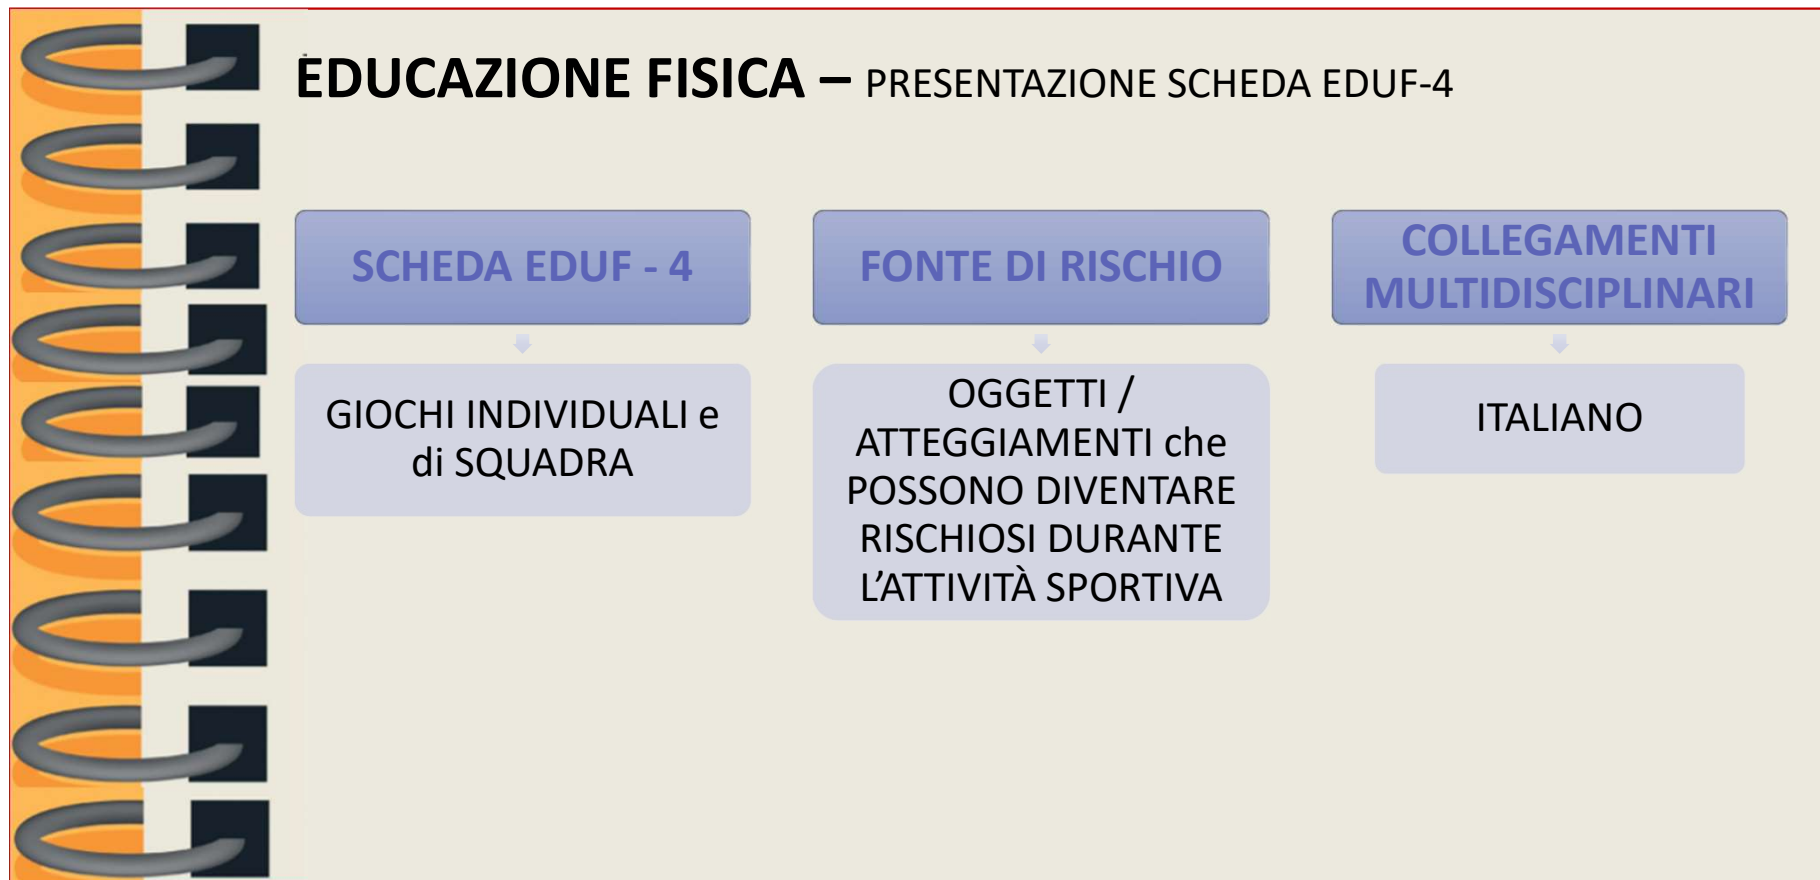 EDUCAZIONE FISICA – PRESENTAZIONE SCHEDA EDUF-4
SCHEDA EDUF - 4
GIOCHI INDIVIDUALI e
di SQUADRA
FONTE DI RISCHIO
OGGETTI /
ATTEGGIAMENTI che
POSSONO DIVENTARE
RISCHIOSI DURANTE
L’ATTIVITÀ SPORTIVA
COLLEGAMENTI
MULTIDISCIPLINARI
ITALIANO